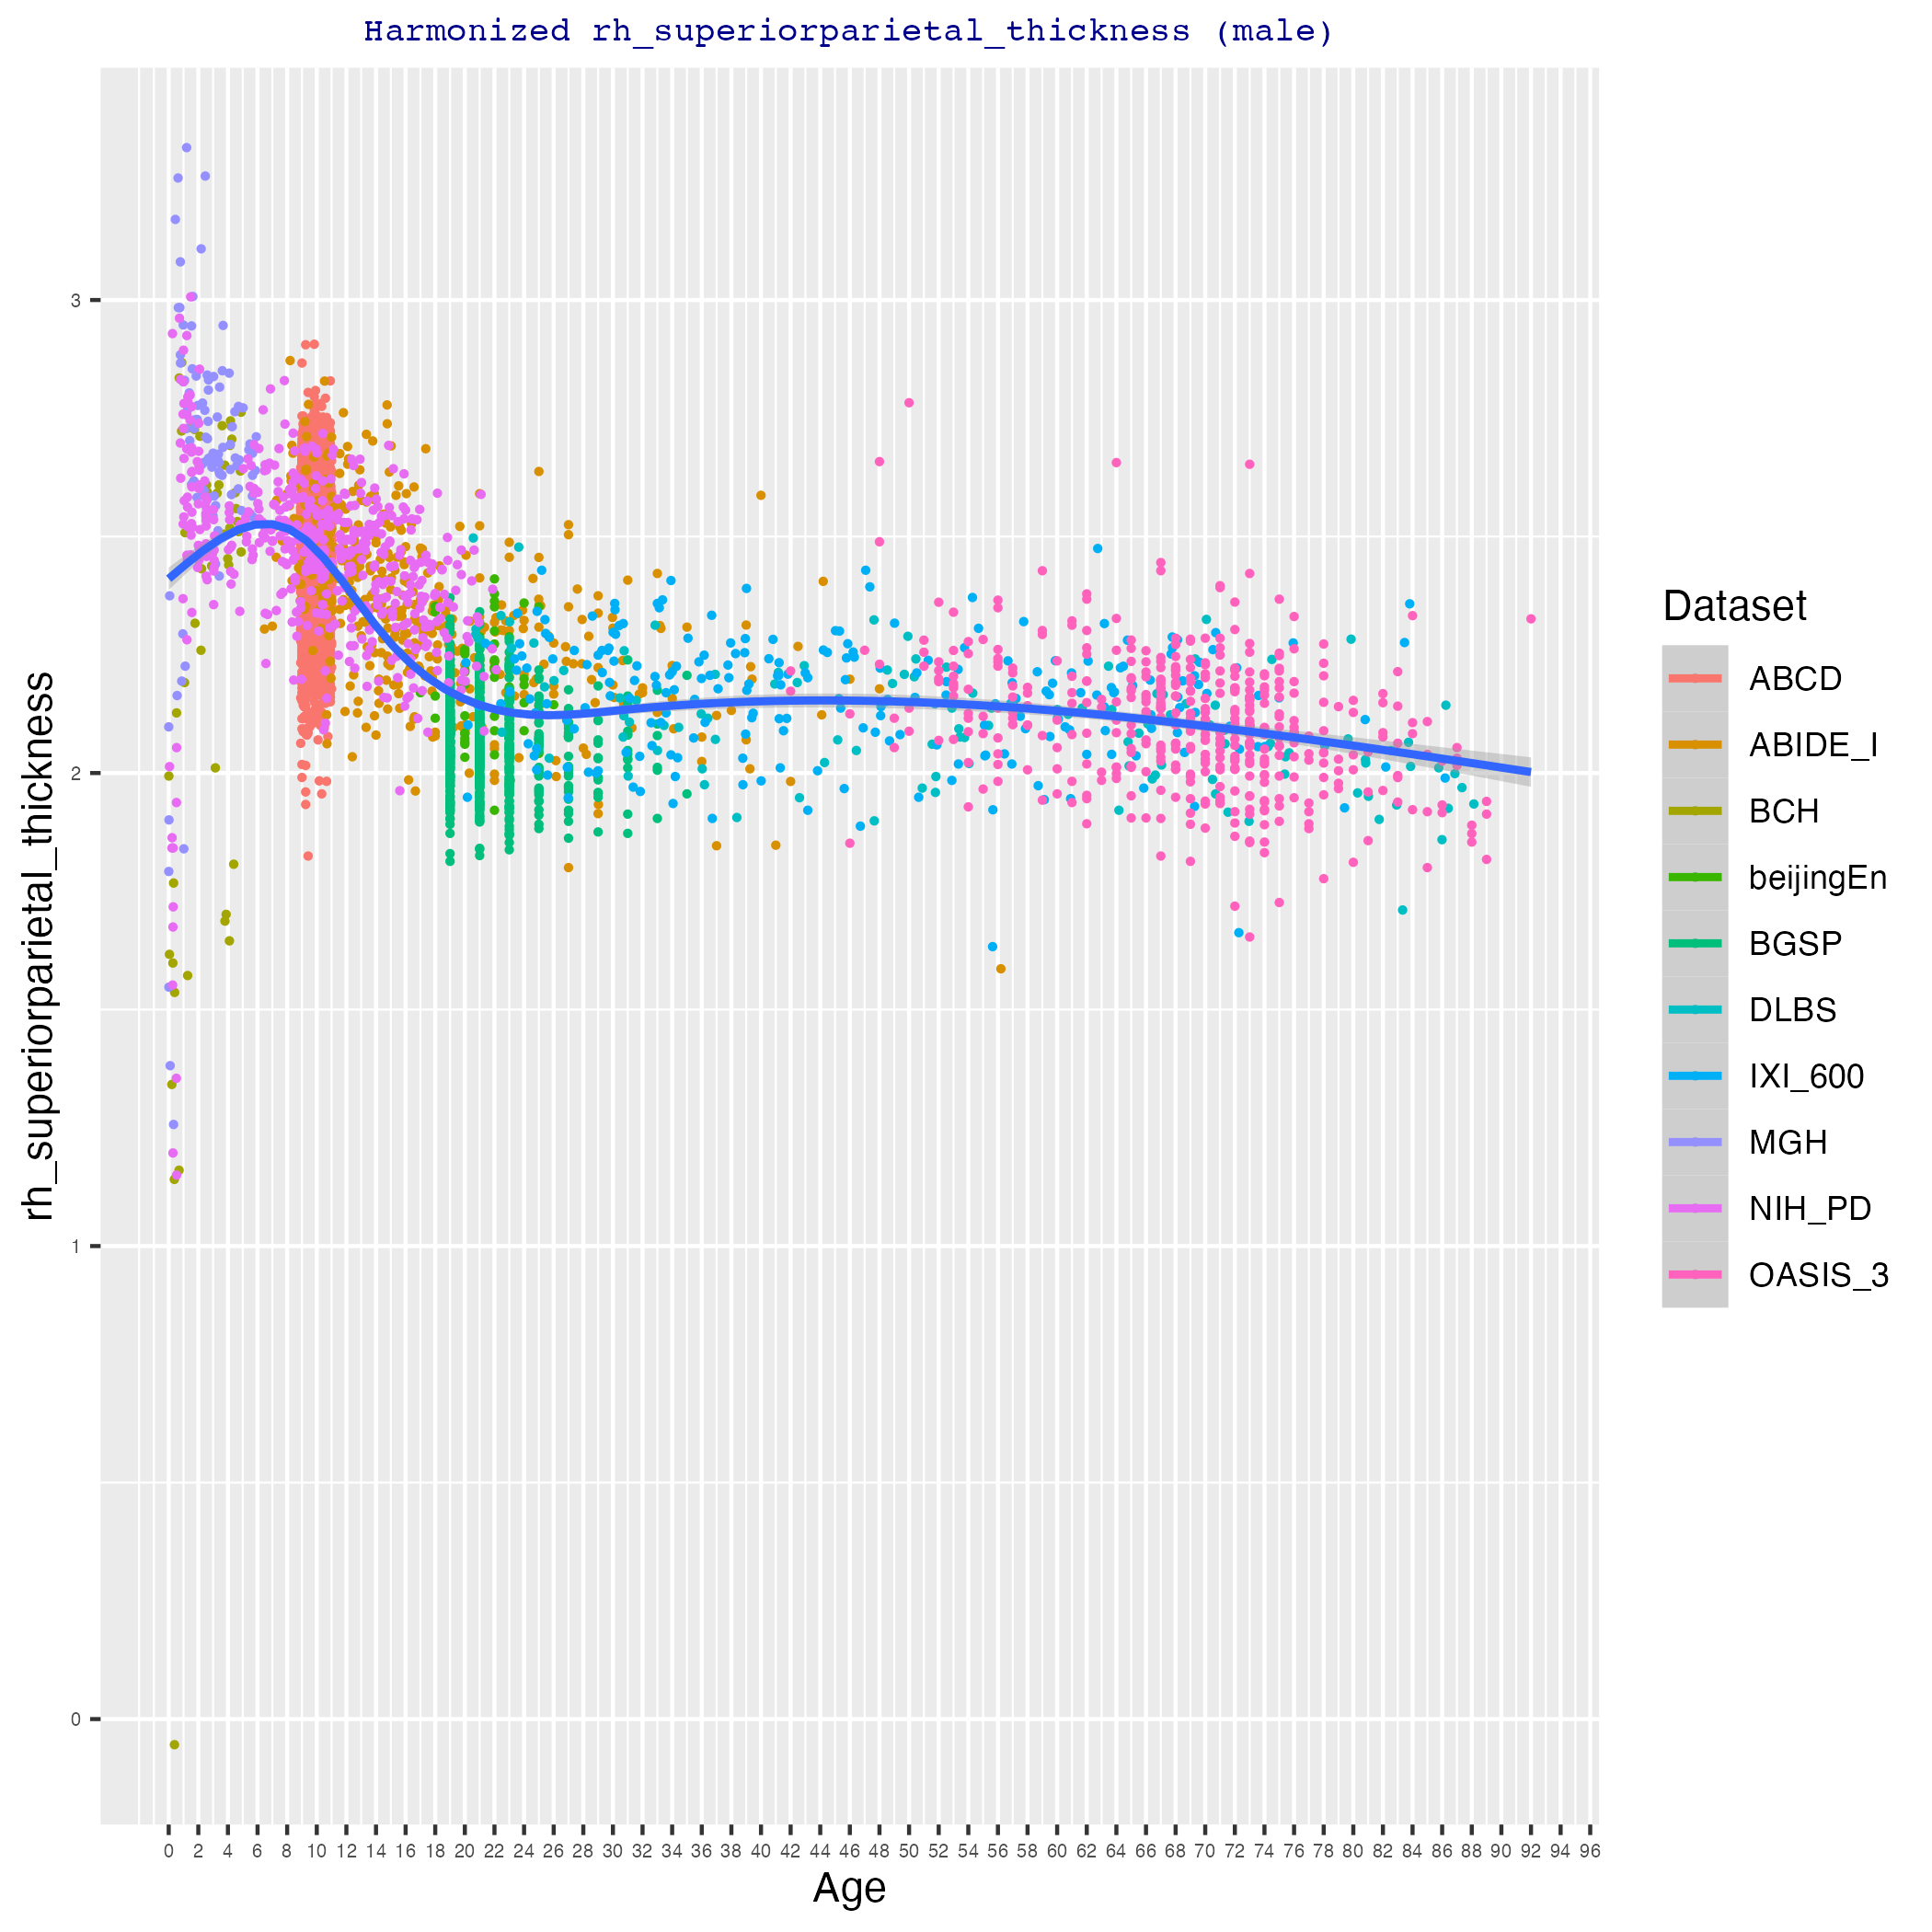 Harmonized rh_superiorparietal_thickness (male)
rh_superiorparietal_thickness
3
2
1
0
0 2 4 6 8 10 12 14 16 18 20 22 24 26 28 30 32 34 36 38 40 42 44 46 48 50 52 54 56 58 60 62 64 66 68 70 72 74 76 78 80 82 84 86 88 90 92 94 96
Age
Dataset
ABCD
ABIDE_I
BCH
beijingEn
BGSP
DLBS
IXI_600
MGH
NIH_PD
OASIS_3